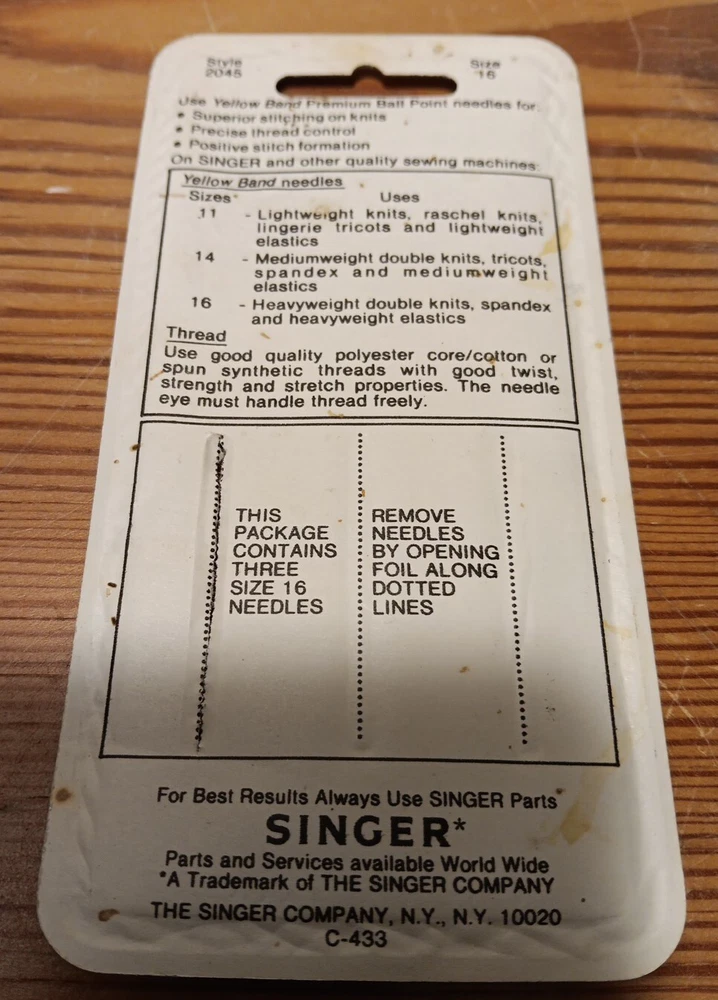 Style
2045
Size
16
Use Yellow Band Premium Ball Point needles for:
• Superior stitching on knits
• Precise thread control
• Positive stitch formation
On SINGER and other quality sewing machines:
Yellow Band needles
Sizes Uses
11 - Lightweight knits, raschel knits,
lingerie tricots and lightweight
elastics
14 - Mediumweight double knits, tricots,
spandex and mediumweight
elastics
16 - Heavyweight double knits, spandex
and heavyweight elastics
Thread
Use good quality polyester core/cotton or
spun synthetic threads with good twist,
strength and stretch properties. The needle
eye must handle thread freely.
THIS
PACKAGE
CONTAINS
THREE
SIZE 16
NEEDLES
REMOVE
NEEDLES
BY OPENING
FOIL ALONG
DOTTED
LINES
For Best Results Always Use SINGER Parts
SINGER*
Parts and Services available World Wide
*A Trademark of THE SINGER COMPANY
THE SINGER COMPANY, N.Y., N.Y. 10020
C-433